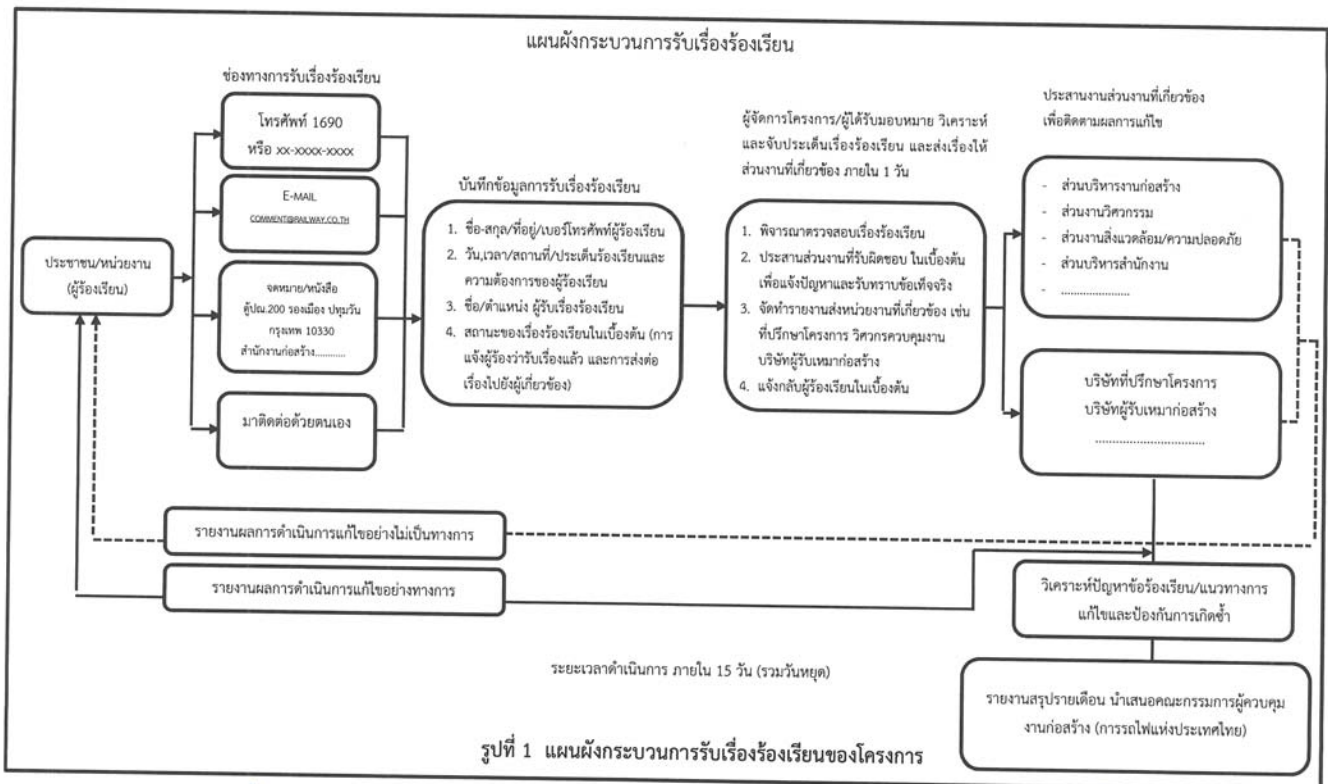 แผนผังกระบวนการรับเรื่องร้องเรียน
ช่องทางการรับเรื่องร้องเรียน
โทรศัพท์ 1690
หรือ xx-xxxx-xxxx
E-MAIL
COMMENT@RAILWAY.CO.TH
ประชาชน/หน่วยงาน
(ผู้ร้องเรียน)
จดหมาย/หนังสือ
ตู้ปณ.200 รองเมือง ปทุมวัน
กรุงเทพ 10330
สำนักงานก่อสร้าง............
มาติดต่อด้วยตนเอง
บันทึกข้อมูลการรับเรื่องร้องเรียน
1. ชื่อ-สกุล/ที่อยู่/เบอร์โทรศัพท์ผู้ร้องเรียน
2. วัน,เวลา/สถานที่/ประเด็นร้องเรียนและ
ความต้องการของผู้ร้องเรียน
3. ชื่อ/ตำแหน่ง ผู้รับเรื่องร้องเรียน
4. สถานะของเรื่องร้องเรียนในเบื้องต้น (การ
แจ้งผู้ร้องว่ารับเรื่องแล้ว และการส่งต่อ
เรื่องไปยังผู้เกี่ยวข้อง)
ผู้จัดการโครงการ/ผู้ได้รับมอบหมาย วิเคราะห์
และจับประเด็นเรื่องร้องเรียน และส่งเรื่องให้
ส่วนงานที่เกี่ยวข้อง ภายใน 1 วัน
1. พิจารณาตรวจสอบเรื่องร้องเรียน
2. ประสานส่วนงานที่รับผิดชอบ ในเบื้องต้น
เพื่อแจ้งปัญหาและรับทราบข้อเท็จจริง
3. จัดทำรายงานส่งหน่วยงานที่เกี่ยวข้อง เช่น
ที่ปรึกษาโครงการ วิศวกรควบคุมงาน
บริษัทผู้รับเหมาก่อสร้าง
4. แจ้งกลับผู้ร้องเรียนในเบื้องต้น
ประสานงานส่วนงานที่เกี่ยวข้อง
เพื่อติดตามผลการแก้ไข
- ส่วนบริหารงานก่อสร้าง
- ส่วนงานวิศวกรรม
- ส่วนงานสิ่งแวดล้อม/ความปลอดภัย
- ส่วนบริหารสำนักงาน
- ......................
บริษัทที่ปรึกษาโครงการ
บริษัทผู้รับเหมาก่อสร้าง
.................................
รายงานผลการดำเนินการแก้ไขอย่างไม่เป็นทางการ
รายงานผลการดำเนินการแก้ไขอย่างทางการ
วิเคราะห์ปัญหาข้อร้องเรียน/แนวทางการ
แก้ไขและป้องกันการเกิดซ้ำ
ระยะเวลาดำเนินการ ภายใน 15 วัน (รวมวันหยุด)
รายงานสรุปรายเดือน นำเสนอคณะกรรมการผู้ควบคุม
งานก่อสร้าง (การรถไฟแห่งประเทศไทย)
รูปที่ 1 แผนผังกระบวนการรับเรื่องร้องเรียนของโครงการ